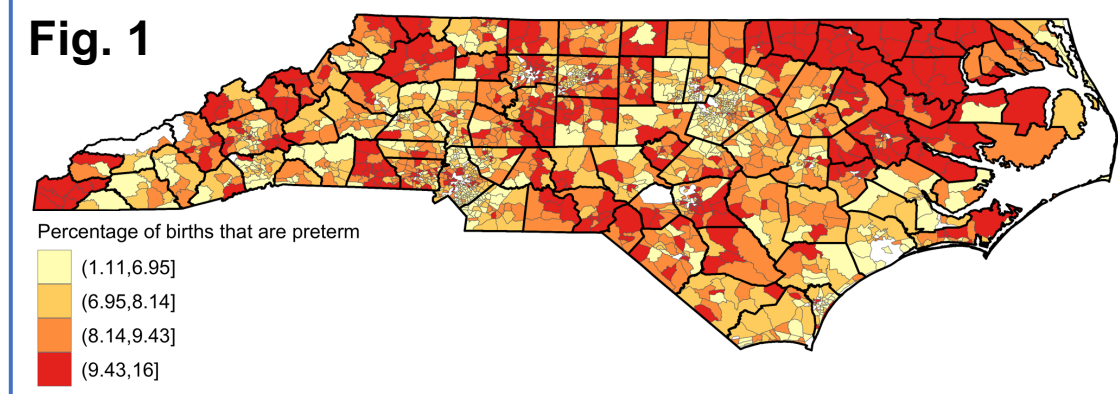 Fig. 1
Percentage of births that are preterm
(1.11,6.95]
(6.95,8.14]
(8.14,9.43]
(9.43,16]